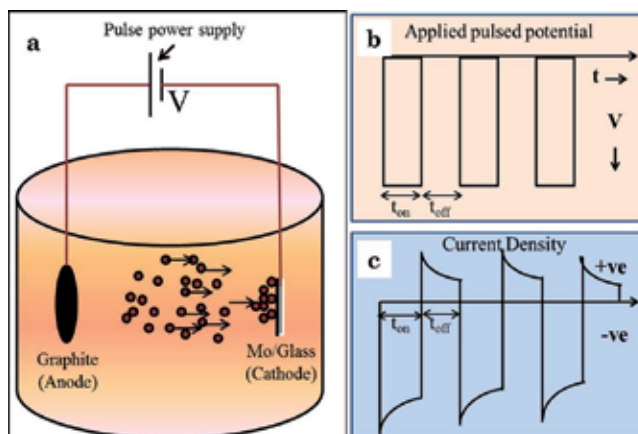 a
Pulse power supply
V
Graphite
(Anode)
Mo/Glass
(Cathode)
b
Applied pulsed potential
t
V
ton
toff
c
Current Density
+ve
ton
toff
-ve